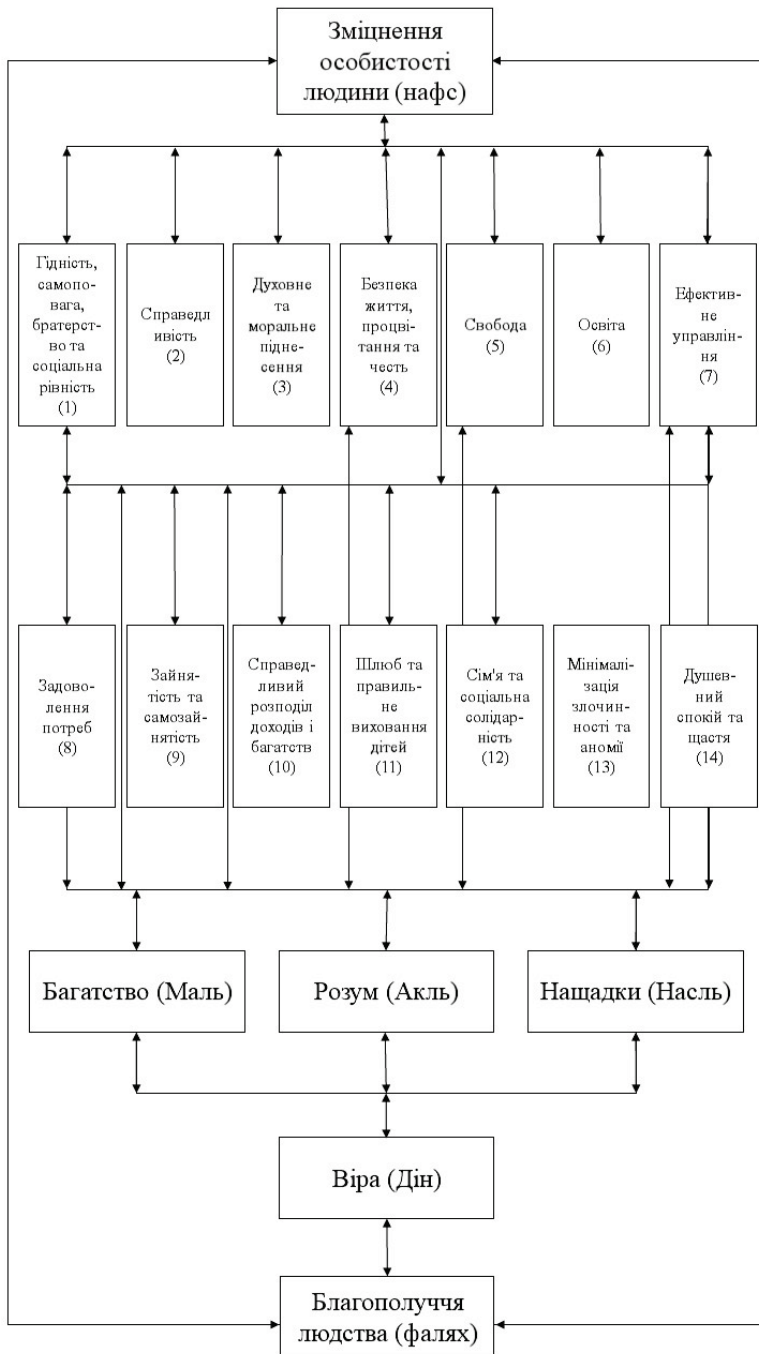 Зміцнення
особистості
людини (нафс)
Гідність,
самопо-
вага,
братерст-
во та
соціальна
рівність
(1)
Справедл
ивість
(2)
Духовне
та
моральне
піднe-
сення
(3)
Безпека
життя,
процві-
тання та
честь
(4)
Свобода
(5)
Освіта
(6)
Ефектив-
не
управлін-
ня
(7)
Задово-
лення
потреб
(8)
Зайня-
тість та
самозай-
нятість
(9)
Справед-
ливий
розподіл
доходів і
багатств
(10)
Шлюб та
правиль-
не
виховання
дітей
(11)
Сім'я та
соціальна
солідар-
ність
(12)
Мінімалі-
зація
злочин-
ності та
аномії
(13)
Душев-
ний
спокій та
щастя
(14)
Багатство (Маль)
Розум (Акль)
Нащадки (Насль)
Віра (Дін)
Благополуччя
людства (фалях)